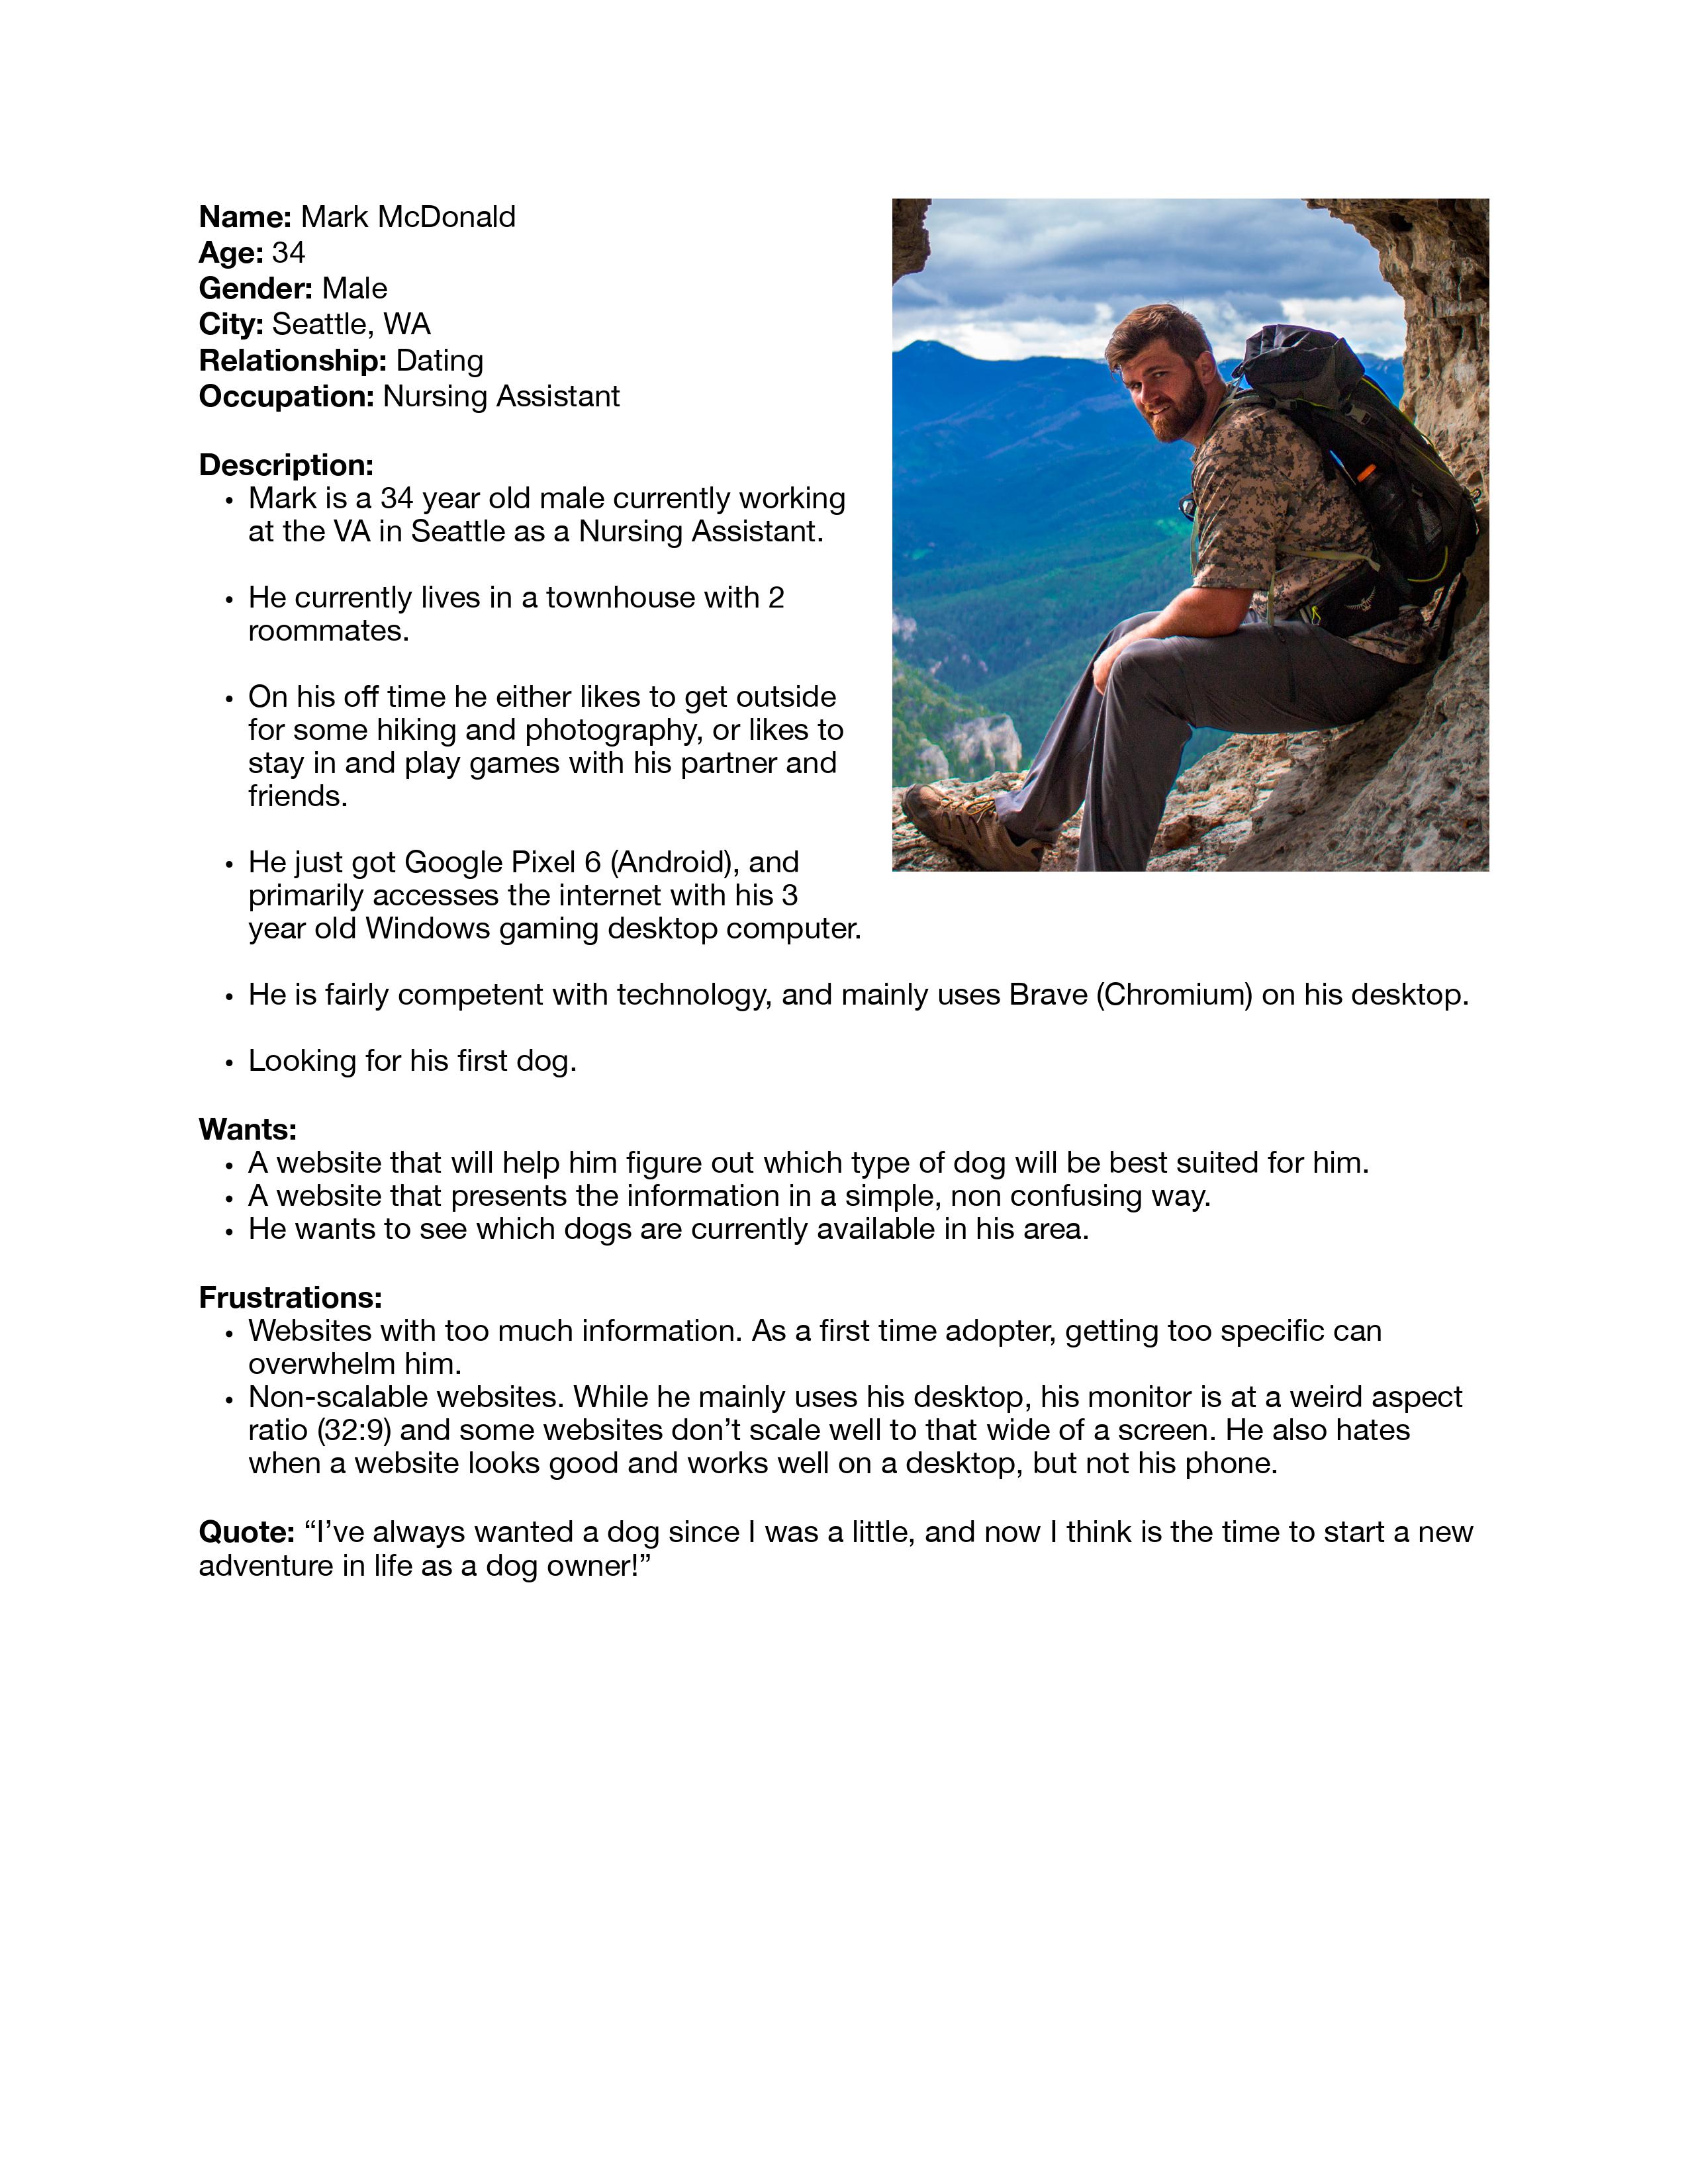 Name: Mark McDonald
Age: 34
Gender: Male
City: Seattle, WA
Relationship: Dating
Occupation: Nursing Assistant
Description:
• Mark is a 34 year old male currently working
at the VA in Seattle as a Nursing Assistant.
• He currently lives in a townhouse with 2
roommates.
• On his off time he either likes to get outside
for some hiking and photography, or likes to
stay in and play games with his partner and
friends.
• He just got Google Pixel 6 (Android), and
primarily accesses the internet with his 3
year old Windows gaming desktop computer.
• He is fairly competent with technology, and mainly uses Brave (Chromium) on his desktop.
• Looking for his first dog.
Wants:
• A website that will help him figure out which type of dog will be best suited for him.
• A website that presents the information in a simple, non confusing way.
• He wants to see which dogs are currently available in his area.
Frustrations:
• Websites with too much information. As a first time adopter, getting too specific can
overwhelm him.
• Non-scalable websites. While he mainly uses his desktop, his monitor is at a weird aspect
ratio (32:9) and some websites don’t scale well to that wide of a screen. He also hates
when a website looks good and works well on a desktop, but not his phone.
Quote: “I’ve always wanted a dog since I was a little, and now I think is the time to start a new
adventure in life as a dog owner!”